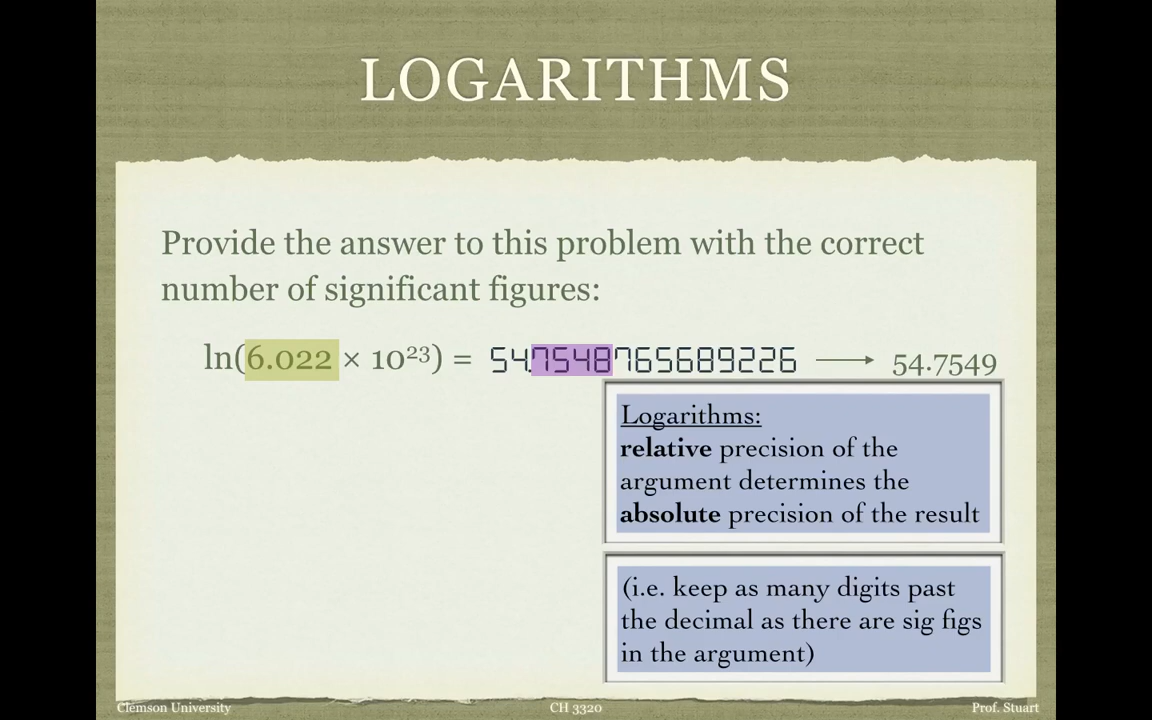 LOGARITHMS
Provide the answer to this problem with the correct
number of significant figures:
ln(6.022 × 10²³) = 54.7548765689226 ⟶ 54.7549
Logarithms:
relative precision of the
argument determines the
absolute precision of the result
(i.e. keep as many digits past
the decimal as there are sig figs
in the argument)
Clemson University CH 3320 Prof. Stuart